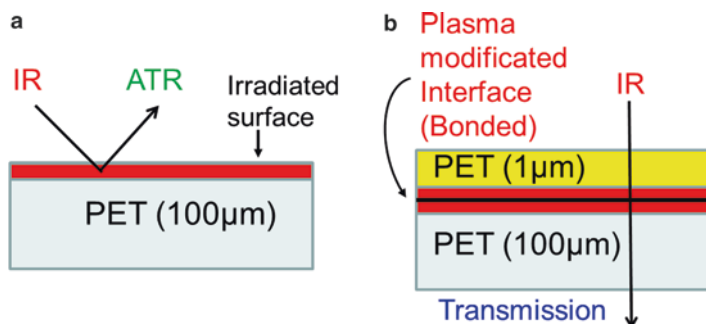 a
IR
ATR
Irradiated
surface
PET (100μm)
b
Plasma
modificated
Interface
(Bonded)
IR
PET (1μm)
PET (100μm)
Transmission